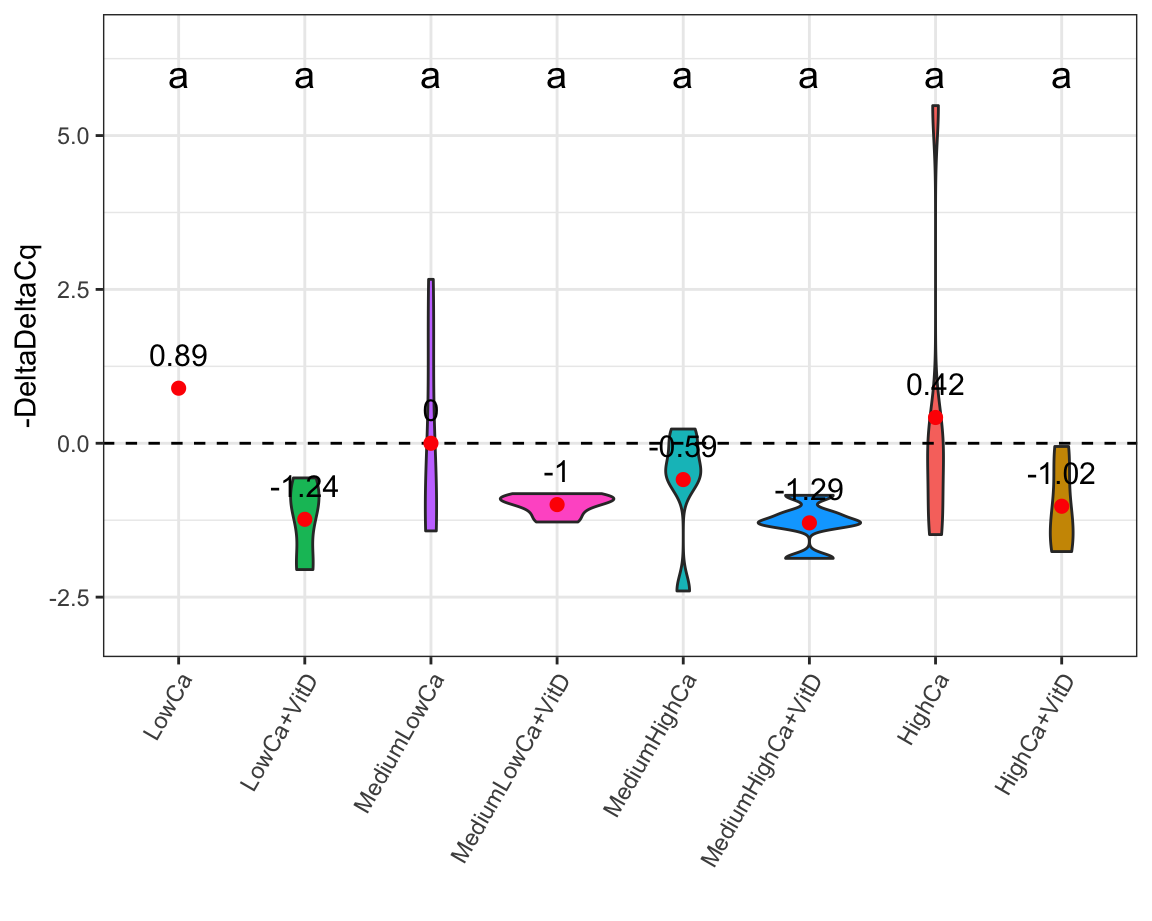 a a a a a a a a
5.0
2.5
0.0
-2.5
-DeltaDeltaCq
0.89
-1.24
0
-1
-0.59
-1.29
0.42
-1.02
LowCa
LowCa+VitD
MediumLowCa
MediumLowCa+VitD
MediumHighCa
MediumHighCa+VitD
HighCa
HighCa+VitD